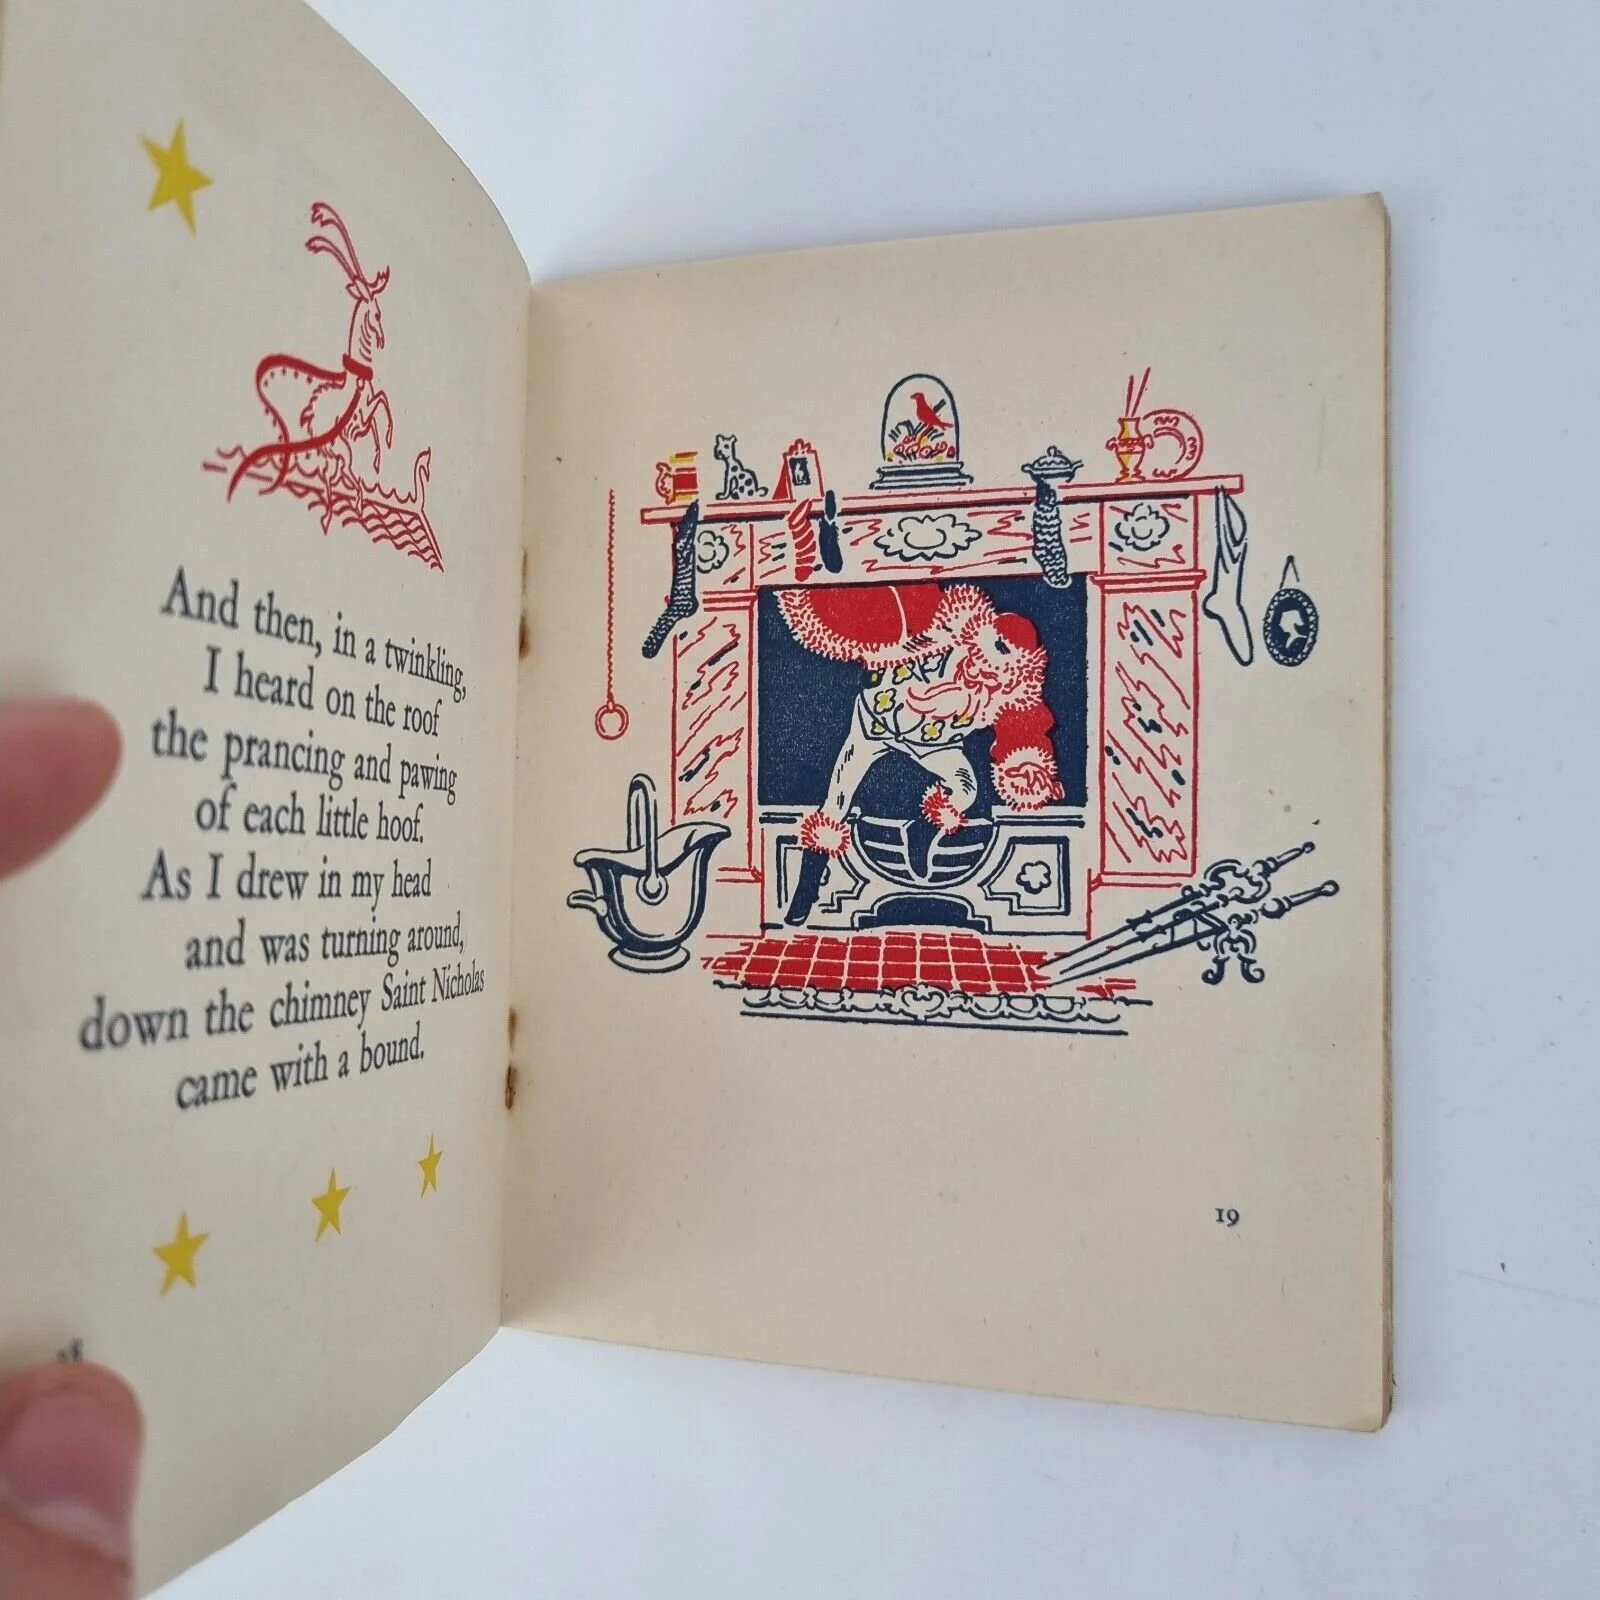 And then, in a twinkling,
I heard on the roof
the prancing and pawing
of each little hoof.
As I drew in my head
and was turning around,
down the chimney Saint Nicholas
came with a bound.
19